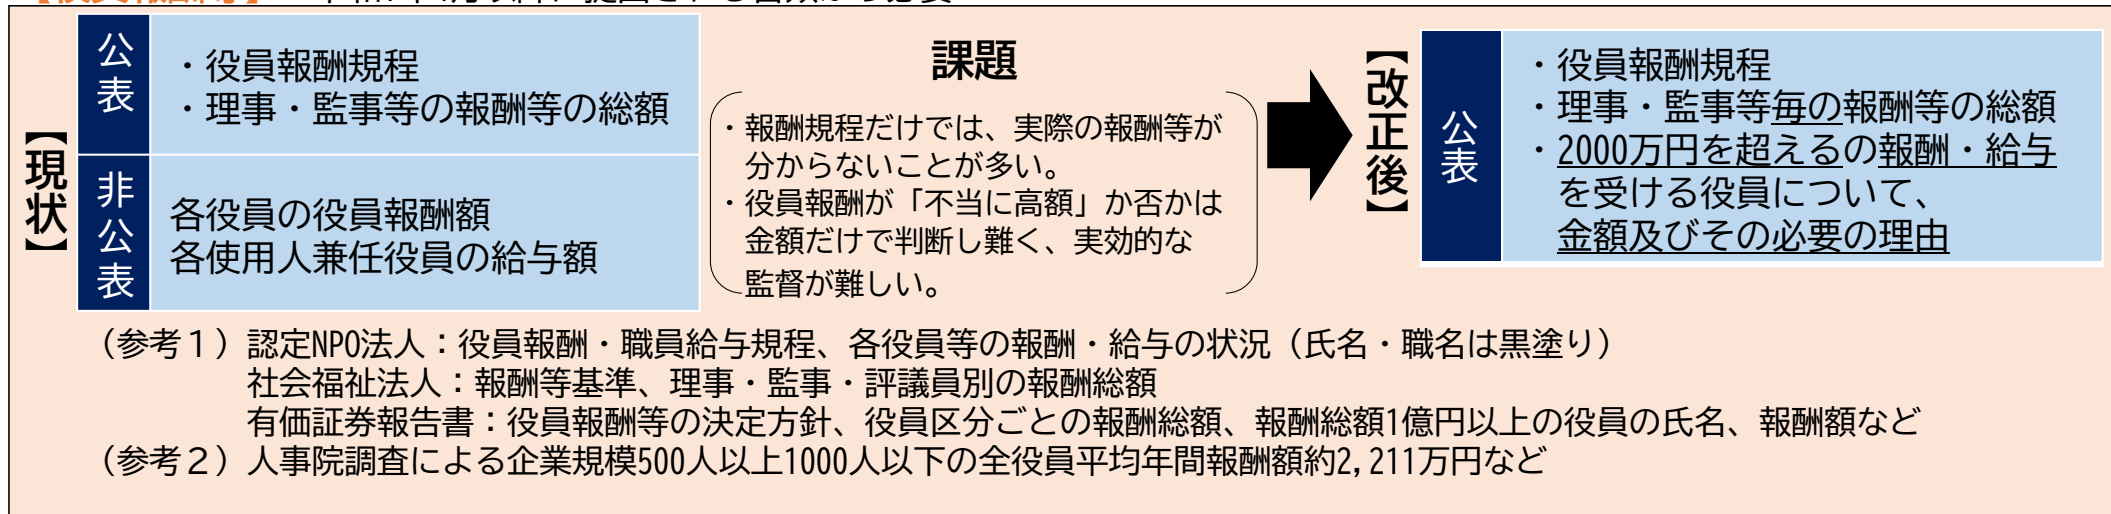 【現状】
公表
・役員報酬規程
・理事・監事等の報酬等の総額
非公表
各役員の役員報酬額
各使用人兼任役員の給与額
課題
・報酬規程だけでは、実際の報酬等が
分からないことが多い。
・役員報酬が「不当に高額」か否かは
金額だけで判断し難く、実効的な
監督が難しい。
【改正後】
公表
・役員報酬規程
・理事・監事等毎の報酬等の総額
・2000万円を超えるの報酬・給与
を受ける役員について、
金額及びその必要の理由
（参考１）認定NPO法人：役員報酬・職員給与規程、各役員等の報酬・給与の状況（氏名・職名は黒塗り）
社会福祉法人：報酬等基準、理事・監事・評議員別の報酬総額
有価証券報告書：役員報酬等の決定方針、役員区分ごとの報酬総額、報酬総額1億円以上の役員の氏名、報酬額など
（参考２）人事院調査による企業規模500人以上1000人以下の全役員平均年間報酬額約2,211万円など